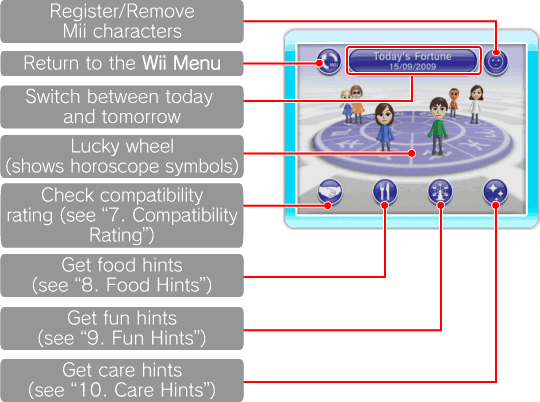 Register/Remove
Mii characters
Return to the Wii Menu
Switch between today
and tomorrow
Lucky wheel
(shows horoscope symbols)
Check compatibility
rating (see “7. Compatibility
Rating”)
Get food hints
(see “8. Food Hints”)
Get fun hints
(see “9. Fun Hints”)
Get care hints
(see “10. Care Hints”)
Wii
Today's Fortune
15/09/2009